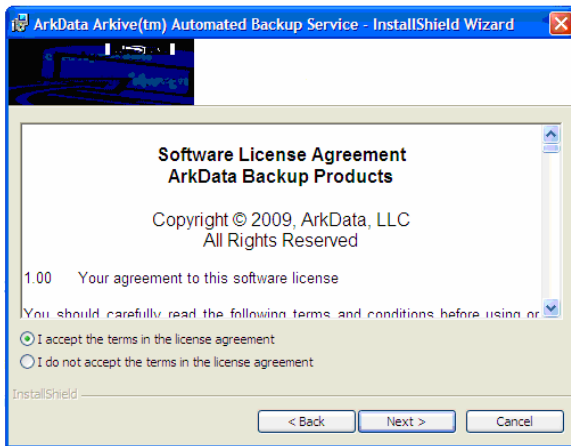 ArkData Arkive(tm) Automated Backup Service - InstallShield Wizard
Software License Agreement
ArkData Backup Products
Copyright © 2009, ArkData, LLC
All Rights Reserved
1.00 Your agreement to this software license
You should carefully read the following terms and conditions before using or
I accept the terms in the license agreement
I do not accept the terms in the license agreement
InstallShield
< Back
Next >
Cancel